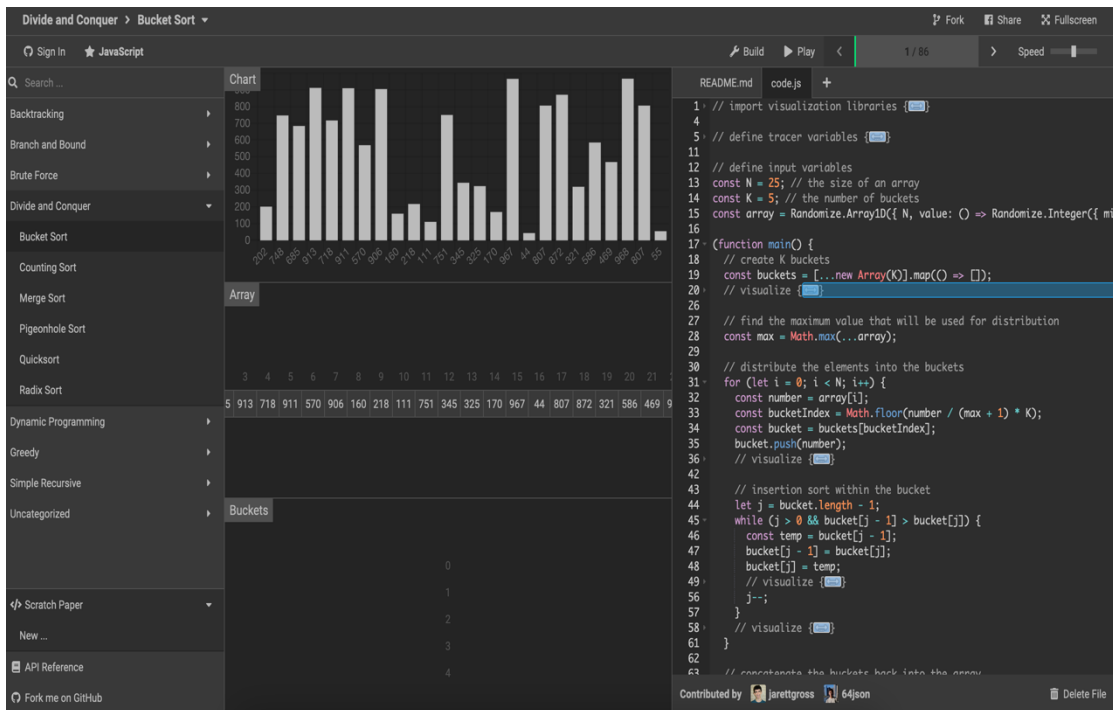 Divide and Conquer > Bucket Sort
Fork Share Fullscreen
Sign In JavaScript
Build Play 1 / 86 Speed
Search ...
Backtracking
Branch and Bound
Brute Force
Divide and Conquer
Bucket Sort
Counting Sort
Merge Sort
Pigeonhole Sort
Quicksort
Radix Sort
Dynamic Programming
Greedy
Simple Recursive
Uncategorized
</> Scratch Paper
New ...
API Reference
Fork me on GitHub
Chart
800
700
600
500
400
300
200
100
0
202 748 685 913 718 911 570 906 160 218 111 751 345 325 170 967 44 807 872 321 586 469 968 807 55
Array
3 4 5 6 7 8 9 10 11 12 13 14 15 16 17 18 19 20 21
5 913 718 911 570 906 160 218 111 751 345 325 170 967 44 807 872 321 586 469 9
Buckets
0
1
2
3
4
README.md code.js +
1 // import visualization libraries {
4
5 // define tracer variables {
11
12 // define input variables
13 const N = 25; // the size of an array
14 const K = 5; // the number of buckets
15 const array = Randomize.Array1D({ N, value: () => Randomize.Integer({ mi
16
17 (function main() {
18 // create K buckets
19 const buckets = [...new Array(K)].map(() => []);
20 // visualize {
26
27 // find the maximum value that will be used for distribution
28 const max = Math.max(...array);
29
30 // distribute the elements into the buckets
31 for (let i = 0; i < N; i++) {
32 const number = array[i];
33 const bucketIndex = Math.floor(number / (max + 1) * K);
34 const bucket = buckets[bucketIndex];
35 bucket.push(number);
36 // visualize {
42
43 // insertion sort within the bucket
44 let j = bucket.length - 1;
45 while (j > 0 && bucket[j - 1] > bucket[j]) {
46 const temp = bucket[j - 1];
47 bucket[j - 1] = bucket[j];
48 bucket[j] = temp;
49 // visualize {
56 j--;
57 }
58 // visualize {
61 }
62
63 // concatenate the buckets back into the array
Contributed by jarettgross 64json Delete File